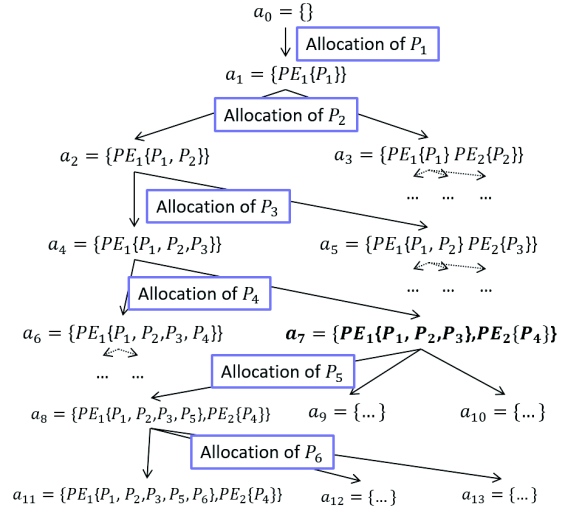 a₀ = {}
Allocation of P₁
a₁ = {PE₁{P₁}}
Allocation of P₂
a₂ = {PE₁{P₁, P₂}}
a₃ = {PE₁{P₁} PE₂{P₂}}
... ... ...
Allocation of P₃
a₄ = {PE₁{P₁, P₂,P₃}}
a₅ = {PE₁{P₁, P₂} PE₂{P₃}}
... ... ...
Allocation of P₄
a₆ = {PE₁{P₁, P₂,P₃, P₄}}
a₇ = {PE₁{P₁, P₂,P₃},PE₂{P₄}}
... ...
Allocation of P₅
a₈ = {PE₁{P₁, P₂,P₃,P₅},PE₂{P₄}}
a₉ = {...}
a₁₀ = {...}
Allocation of P₆
a₁₁ = {PE₁{P₁, P₂,P₃,P₅,P₆},PE₂{P₄}}
a₁₂ = {...}
a₁₃ = {...}